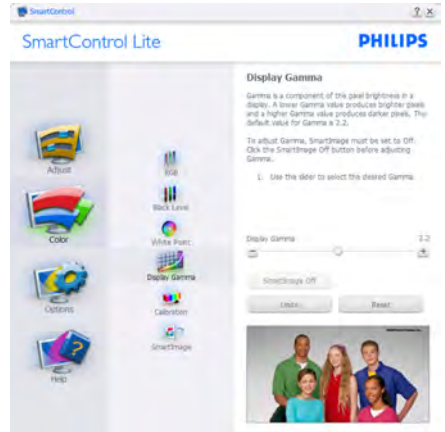 SmartControl
SmartControl Lite
PHILIPS
Adjust
Color
Options
Help
RGB
Black Level
White Point
Display Gamma
Calibration
SmartImage
Display Gamma
Gamma is a component of the panel brightness in a
display. A lower Gamma value produces brighter pixels
and a higher Gamma value produces darker pixels. The
default value for Gamma is 2.2.
To adjust Gamma, SmartImage must be set to Off.
Click the SmartImage Off button before adjusting
Gamma.
1. Use the slider to select the desired Gamma.
Display Gamma 2.2
SmartImage Off
Undo Reset